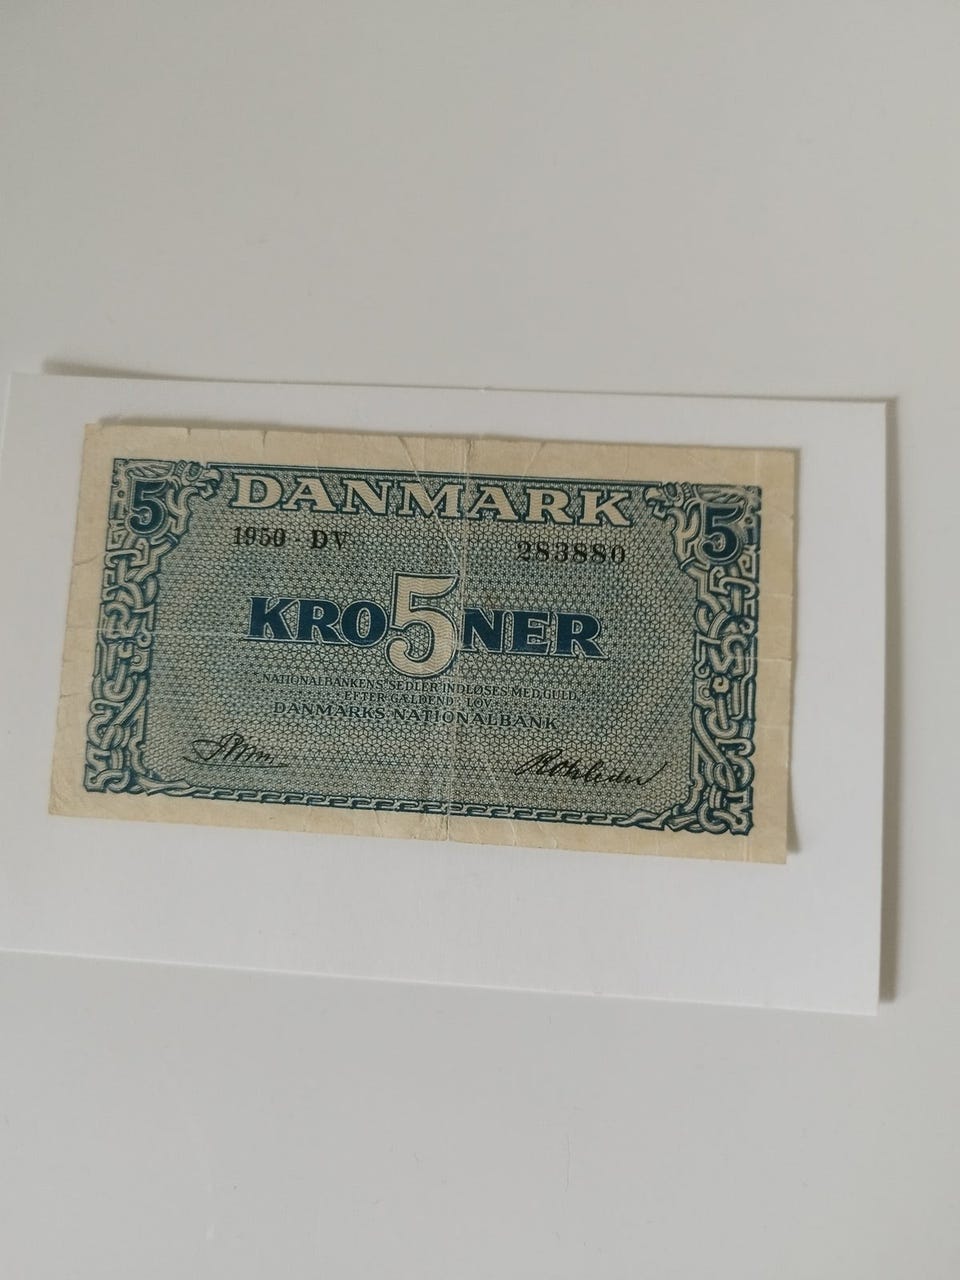 5 DANMARK 5
1950 - DV 283880
KRO5NER
NATIONALBANKENS SEDLER INDLØSES MED GULD
EFTER GÆLDENDE LOV
DANMARKS NATIONALBANK